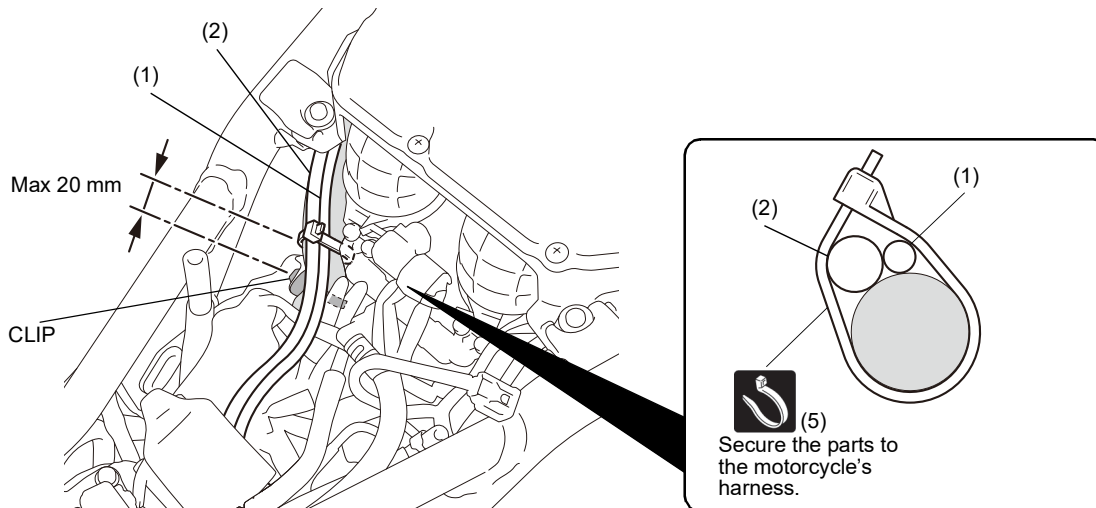 (2)
(1)
Max 20 mm
CLIP
(1)
(2)
(5)
Secure the parts to
the motorcycle's
harness.